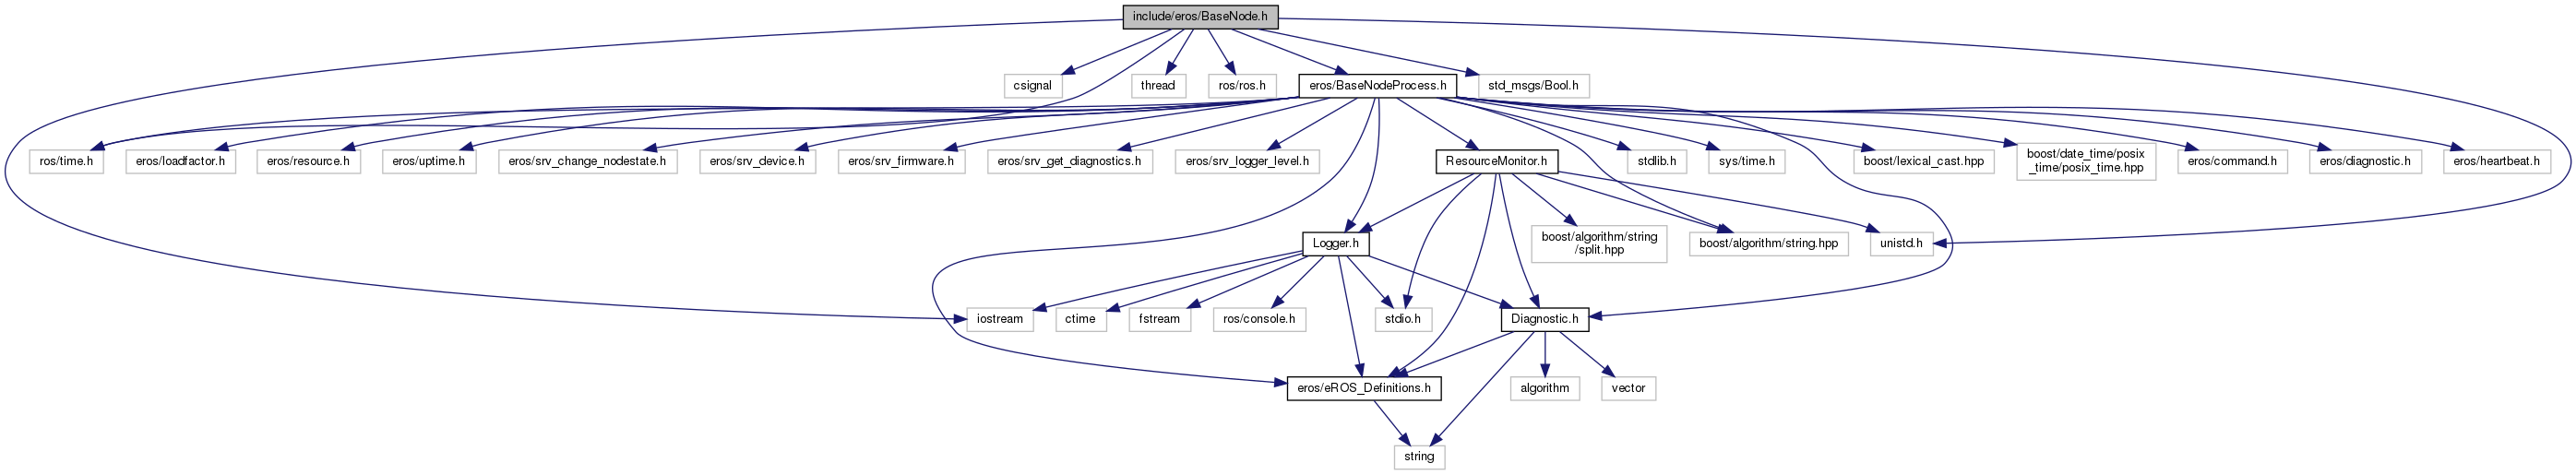 include/eros/BaseNode.h
csignal
thread
ros/ros.h
eros/BaseNodeProcess.h
std_msgs/Bool.h
ros/time.h
eros/loadfactor.h
eros/resource.h
eros/uptime.h
eros/srv_change_nodestate.h
eros/srv_device.h
eros/srv_firmware.h
eros/srv_get_diagnostics.h
eros/srv_logger_level.h
ResourceMonitor.h
stdlib.h
sys/time.h
boost/lexical_cast.hpp
boost/date_time/posix
_time/posix_time.hpp
eros/command.h
eros/diagnostic.h
eros/heartbeat.h
Logger.h
boost/algorithm/string
/split.hpp
boost/algorithm/string.hpp
unistd.h
iostream
ctime
fstream
ros/console.h
stdio.h
Diagnostic.h
eros/eROS_Definitions.h
algorithm
vector
string